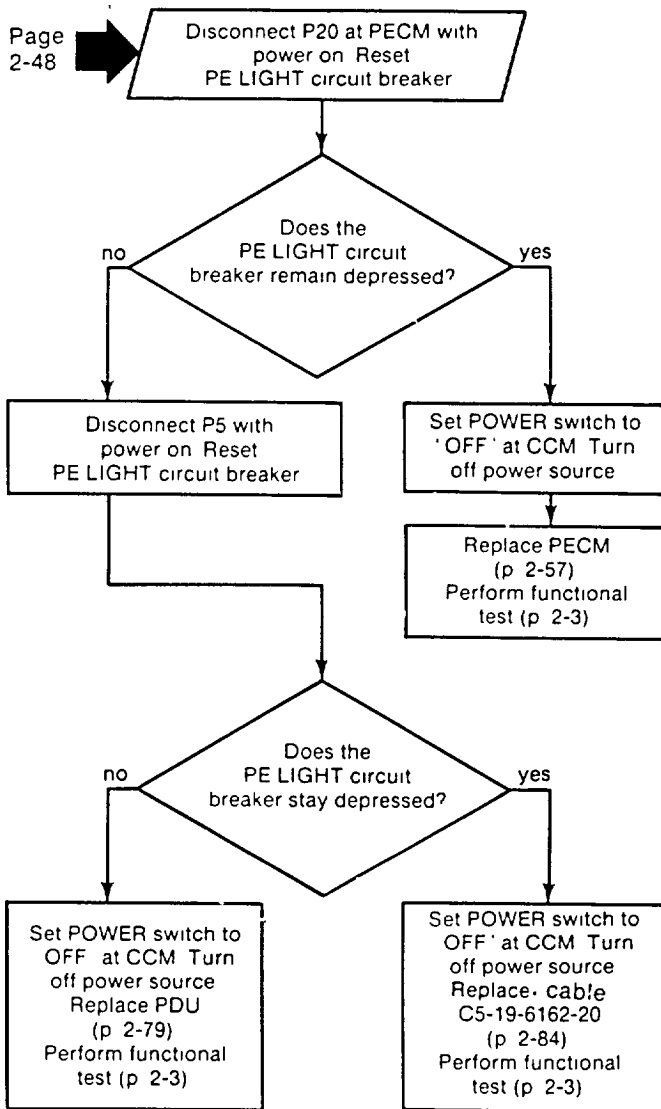 Page
2-48
Disconnect P20 at PECM with
power on Reset
PE LIGHT circuit breaker
Does the
PE LIGHT circuit
breaker remain depressed?
no
yes
Disconnect P5 with
power on Reset
PE LIGHT circuit breaker
Set POWER switch to
'OFF' at CCM Turn
off power source
Replace PECM
(p 2-57)
Perform functional
test (p 2-3)
Does the
PE LIGHT circuit
breaker stay depressed?
no
yes
Set POWER switch to
OFF at CCM Turn
off power source
Replace PDU
(p 2-79)
Perform functional
test (p 2-3)
Set POWER switch to
OFF' at CCM Turn
off power source
Replace. cable
C5-19-6162-20
(p 2-84)
Perform functional
test (p 2-3)